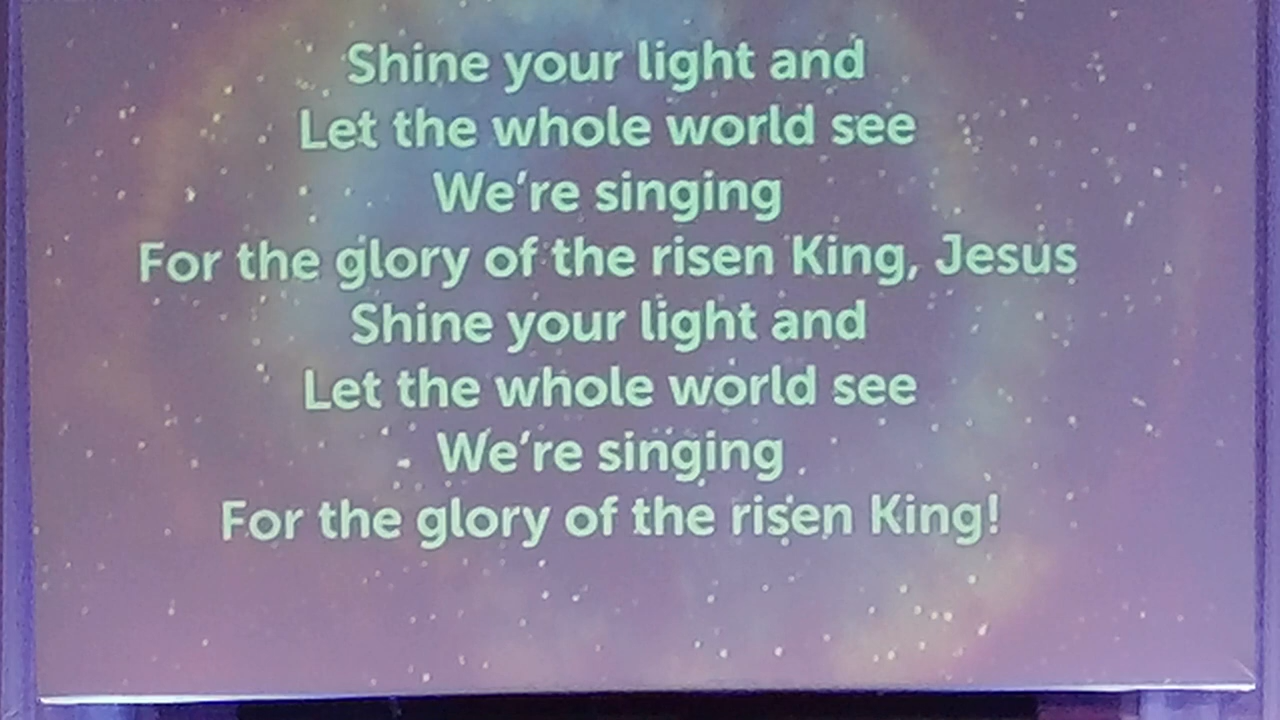 Shine your light and
Let the whole world see
We're singing
For the glory of the risen King, Jesus
Shine your light and
Let the whole world see
We're singing
For the glory of the risen King!